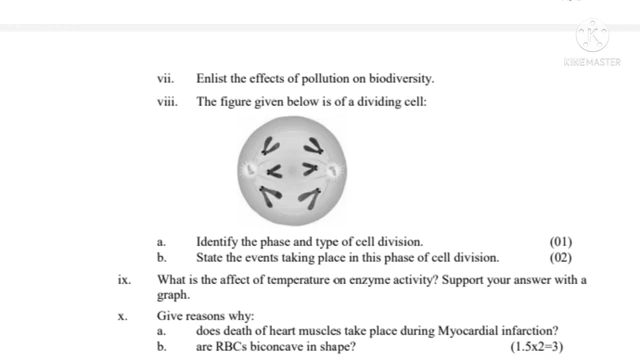 KINEMASTER
vii. Enlist the effects of pollution on biodiversity.
viii. The figure given below is of a dividing cell:
a. Identify the phase and type of cell division. (01)
b. State the events taking place in this phase of cell division. (02)
ix. What is the affect of temperature on enzyme activity? Support your answer with a
graph.
x. Give reasons why:
a. does death of heart muscles take place during Myocardial infarction?
b. are RBCs biconcave in shape? (1.5x2=3)